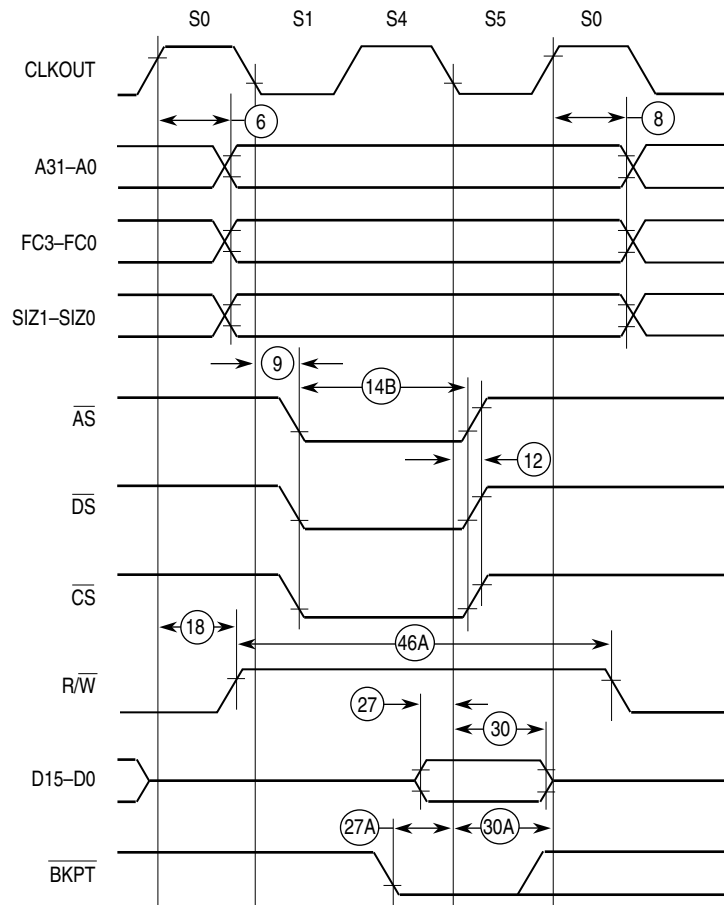 S0 S1 S4 S5 S0
CLKOUT
6 8
A31–A0
FC3–FC0
SIZ1–SIZ0
9
14B
AS
12
DS
CS
18
46A
R/W
27
30
D15–D0
27A 30A
BKPT